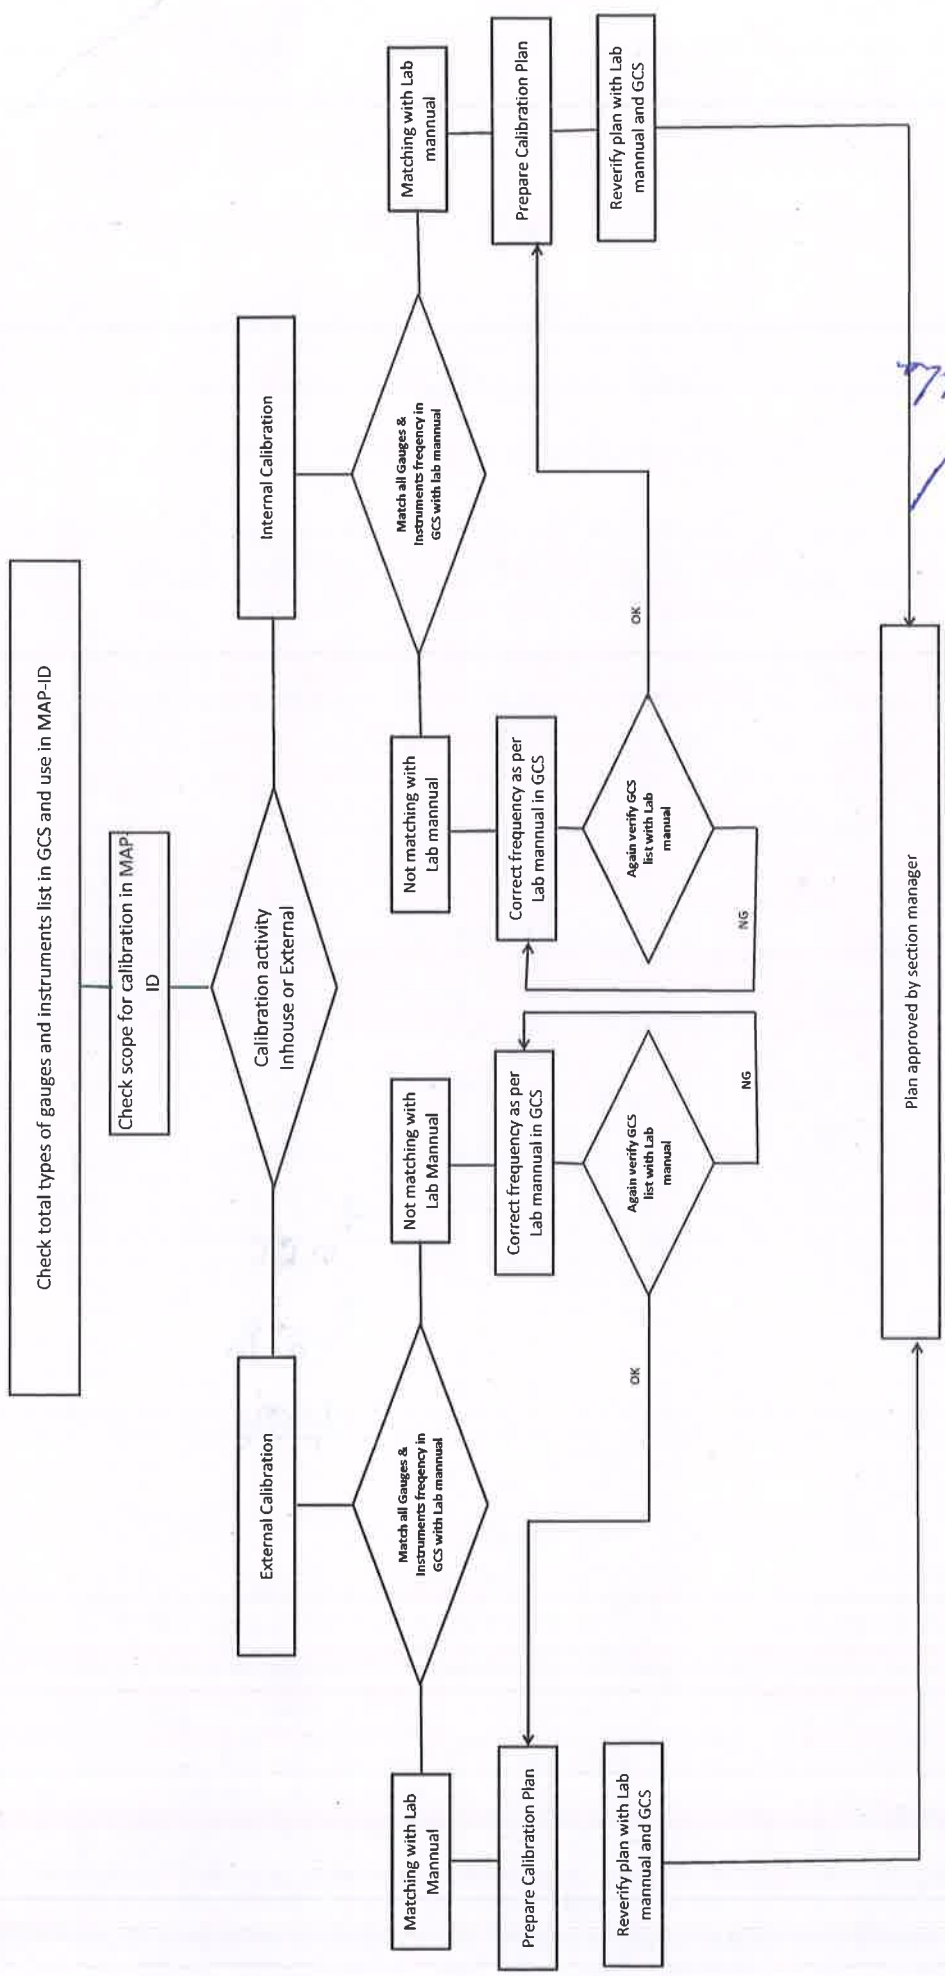 Check total types of gauges and instruments list in GCS and use in MAP-ID
Check scope for calibration in MAP-
ID
Calibration activity
Inhouse or External
External Calibration
Internal Calibration
Match all Gauges &
Instruments freqency in
GCS with Lab mannual
Match all Gauges &
Instruments freqency in
GCS with lab mannual
Matching with Lab
Mannual
Not matching with
Lab Mannual
Not matching with
Lab manual
Matching with Lab
mannual
Prepare Calibration Plan
Correct frequency as per
Lab mannual in GCS
Correct frequency as per
Lab mannual in GCS
Prepare Calibration Plan
Reverify plan with Lab
mannual and GCS
OK
Again verify GCS
list with Lab
manual
NG
Again verify GCS
list with Lab
manual
NG
OK
Reverify plan with Lab
mannual and GCS
Plan approved by section manager